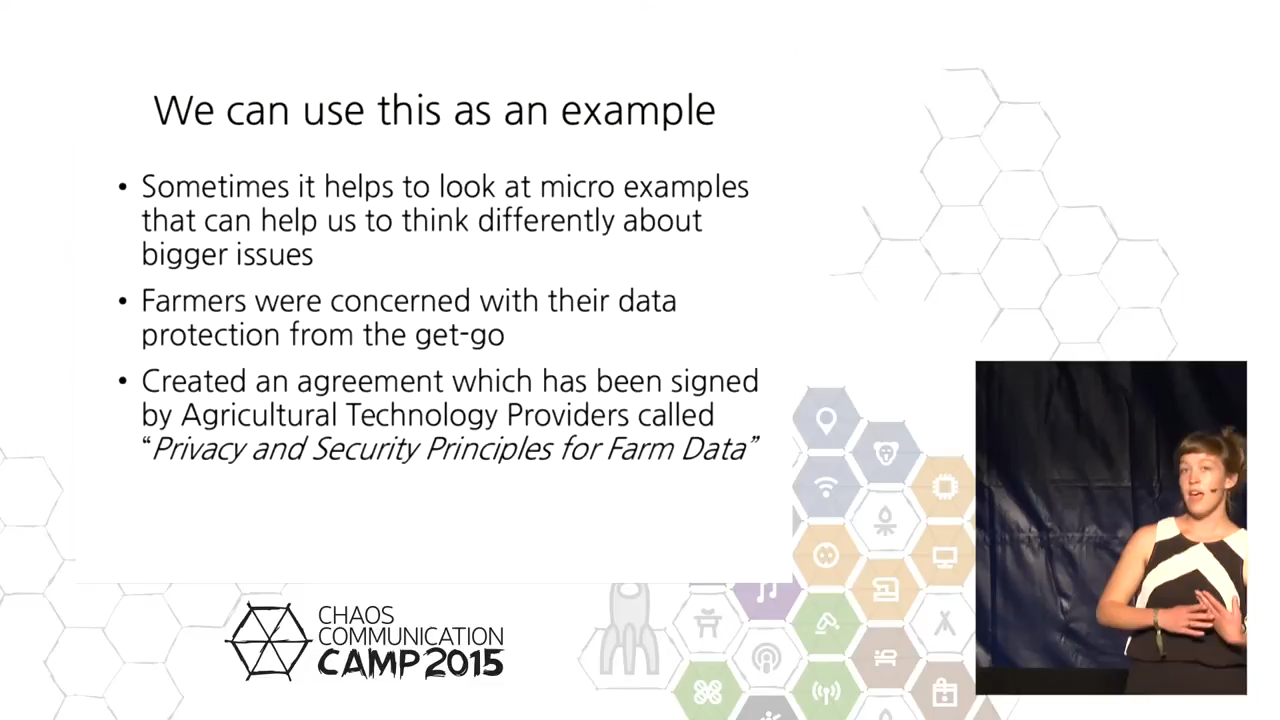 We can use this as an example
• Sometimes it helps to look at micro examples
that can help us to think differently about
bigger issues
• Farmers were concerned with their data
protection from the get-go
• Created an agreement which has been signed
by Agricultural Technology Providers called
“Privacy and Security Principles for Farm Data”
CHAOS
COMMUNICATION
CAMP 2015